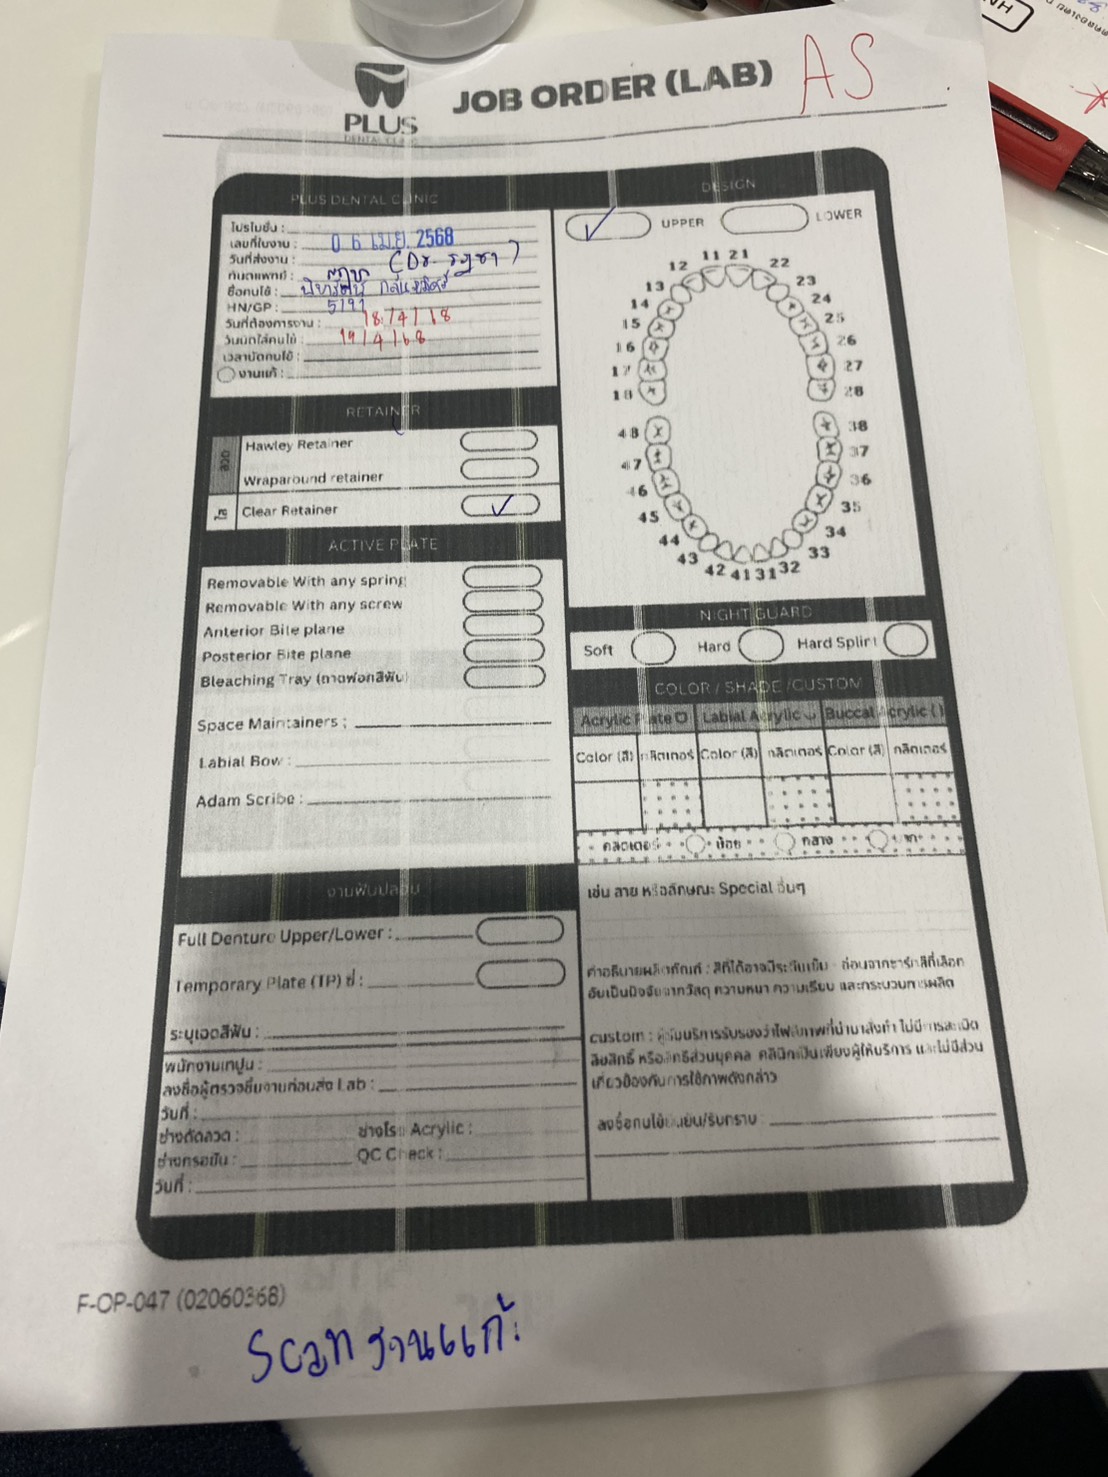 PLUS
DENTAL CLINIC
JOB ORDER (LAB)
AS
PLUS DENTAL CLINIC
โปรโมชั่น :
เลขที่ใบงาน :
วันที่ส่งงาน : 0 6 เม.ย. 2568
ทันตแพทย์ : (Dr.
ชื่อคนไข้ :
HN/GP : 5191
วันที่ต้องการงาน : 18/4/18
วันนัดใส่คนไข้ : 19/4/68
เวลานัดคนไข้ :
งานแก้ :
RETAINER
ลวด
Hawley Retainer
Wraparound retainer
ใส
Clear Retainer ✓
ACTIVE PLATE
Removable With any spring
Removable With any screw
Anterior Bite plane
Posterior Bite plane
Bleaching Tray (ถาดฟอกสีฟัน)
Space Maintainers :
Labial Bow :
Adam Scribe :
งานฟันปลอม
Full Denture Upper/Lower :
Temporary Plate (TP) ซี่ :
ระบุเฉดสีฟัน :
พนักงานเทปูน :
ลงชื่อผู้ตรวจชิ้นงานก่อนส่ง Lab :
วันที่ :
ช่างดัดลวด : ช่างโรย Acrylic :
ช่างกรอขัด : QC Check :
วันที่ :
DESIGN
✓ UPPER LOWER
11 21
12 22
13 23
14 24
15 25
16 26
17 27
18 28
48 38
47 37
46 36
45 35
44 34
43 33
42 41 31 32
NIGHT GUARD
Soft Hard Hard Splint
COLOR / SHADE /CUSTOM
Acrylic Plate Labial Acrylic Buccal Acrylic ( )
Color (สี) กลิตเตอร์ Color (สี) กลิตเตอร์ Color (สี) กลิตเตอร์
กลิตเตอร์ น้อย กลาง มาก
เช่น ลาย หรือลักษณะ Special อื่นๆ
คำอธิบายผลิตภัณฑ์ : สีที่ได้อาจมีระดับเข้ม - อ่อนจากชาร์ทสีที่เลือก
อันเป็นปัจจัยจากวัสดุ ความหนา ความเรียบ และกระบวนการผลิต
custom : ผู้รับบริการรับรองว่าไฟล์ภาพที่นำมาสั่งทำ ไม่มีการละเมิด
ลิขสิทธิ์ หรือสิทธิส่วนบุคคล คลินิกเป็นเพียงผู้ให้บริการ และไม่มีส่วน
เกี่ยวข้องกับการใช้ภาพดังกล่าว
ลงชื่อคนไข้ยืนยัน/รับทราบ :
F-OP-047 (02060368)
Scan งานแก้